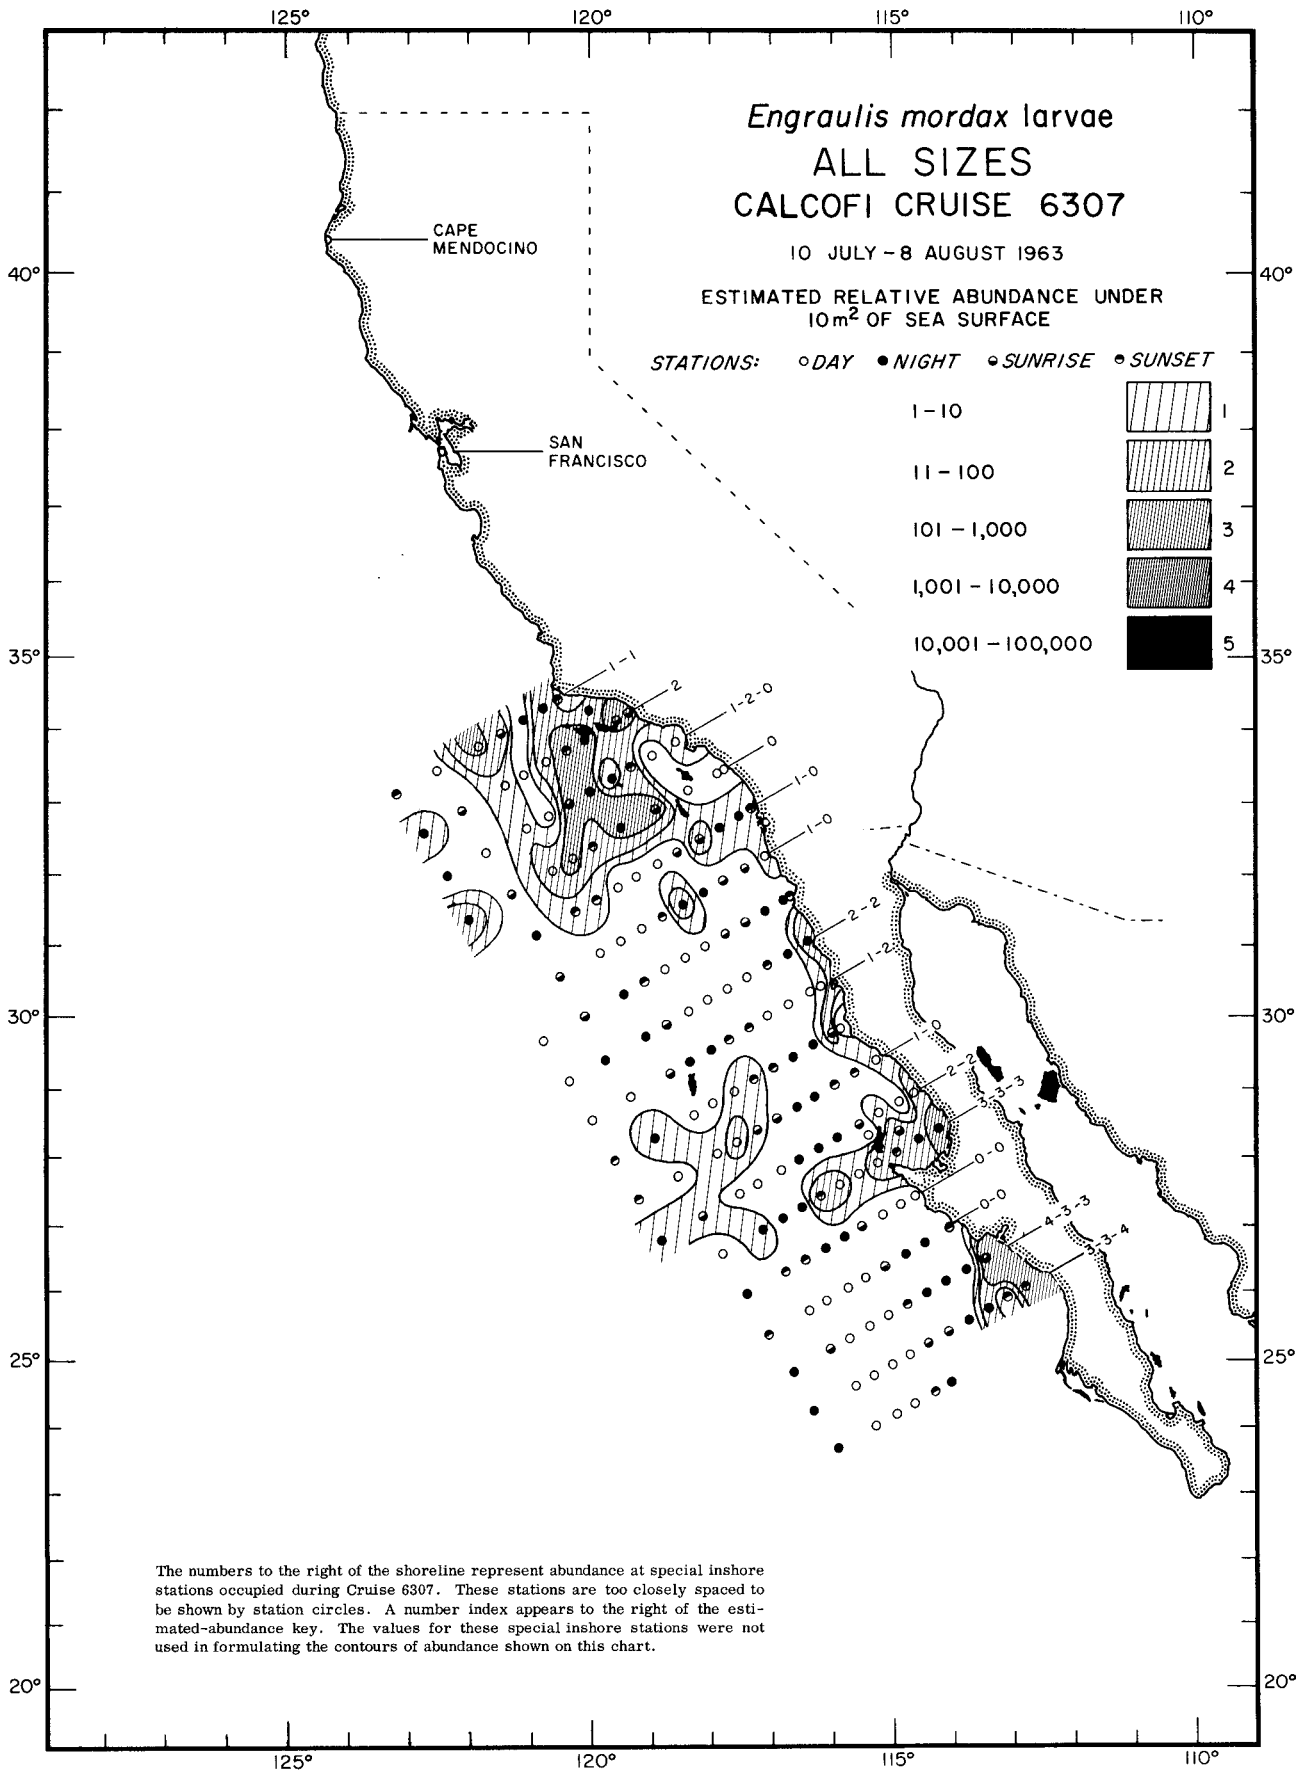 125° 120° 115° 110°
Engraulis mordax larvae
ALL SIZES
CALCOFI CRUISE 6307
10 JULY - 8 AUGUST 1963
ESTIMATED RELATIVE ABUNDANCE UNDER
10m² OF SEA SURFACE
STATIONS: DAY NIGHT SUNRISE SUNSET
1-10 1
11-100 2
101-1,000 3
1,001-10,000 4
10,001-100,000 5
CAPE
MENDOCINO
40° 40°
SAN
FRANCISCO
35° 35°
1-1
2
1-2-0
0
1-0
1-0
2-2
1-2
30° 30°
1-0
2-2
3-3-3
0-0
0-0
4-3-3
3-3-4
25° 25°
The numbers to the right of the shoreline represent abundance at special inshore
stations occupied during Cruise 6307. These stations are too closely spaced to
be shown by station circles. A number index appears to the right of the esti-
mated-abundance key. The values for these special inshore stations were not
used in formulating the contours of abundance shown on this chart.
20° 20°
125° 120° 115° 110°